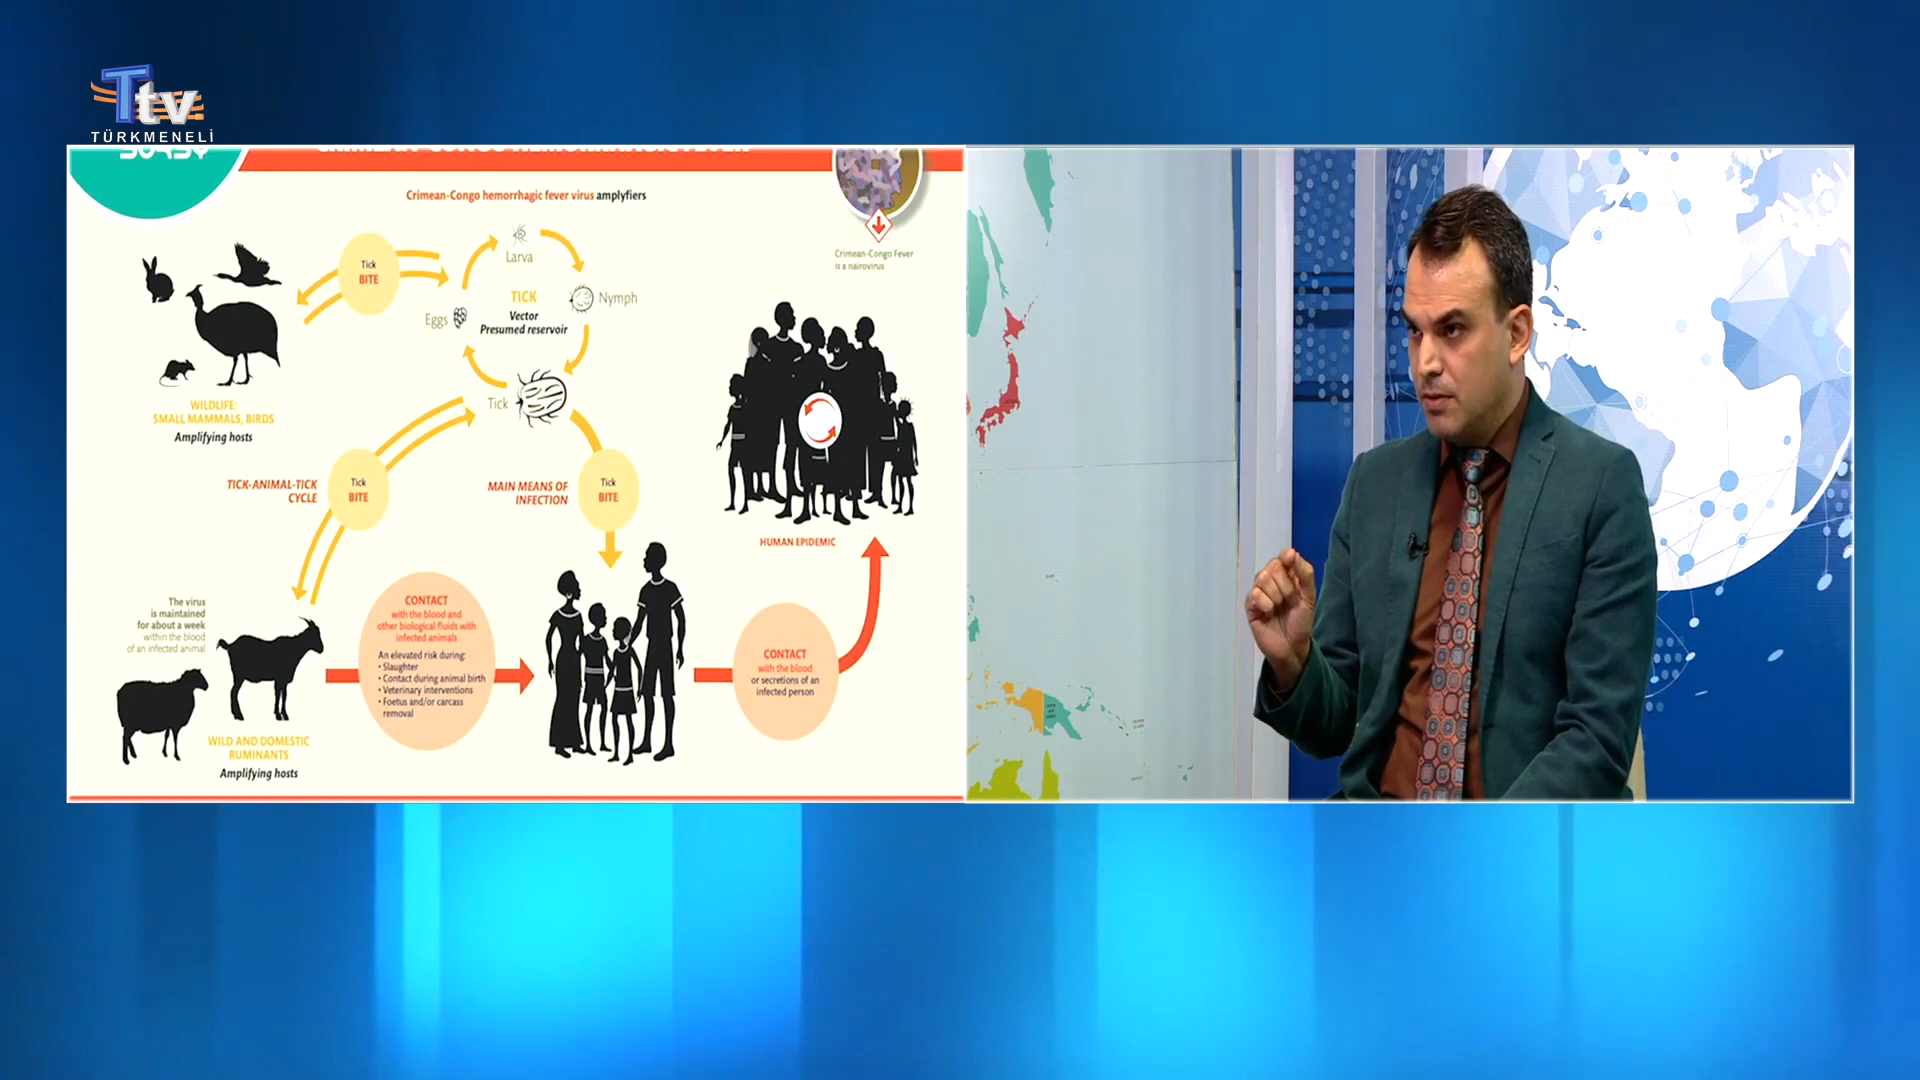 Ttv
TÜRKMENELİ
CRIMEAN-CONGO HEMORRHAGIC FEVER
Crimean-Congo hemorrhagic fever virus amplyfiers
Crimean-Congo Fever
is a nairovirus
Tick
BITE
Larva
Nymph
Eggs
TICK
Vector
Presumed reservoir
Tick
WILDLIFE:
SMALL MAMMALS, BIRDS
Amplifying hosts
TICK-ANIMAL-TICK
CYCLE
Tick
BITE
MAIN MEANS OF
INFECTION
Tick
BITE
HUMAN EPIDEMIC
The virus
is maintained
for about a week
within the blood
of an infected animal
CONTACT
with the blood and
other biological fluids with
infected animals
An elevated risk during:
• Slaughter
• Contact during animal birth
• Veterinary interventions
• Foetus and/or carcass
removal
CONTACT
with the blood
or secretions of an
infected person
WILD AND DOMESTIC
RUMINANTS
Amplifying hosts